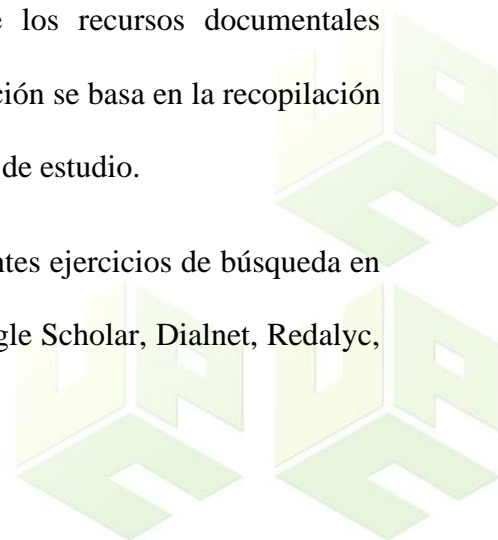 los recursos documentales
ción se basa en la recopilación
de estudio.
ntes ejercicios de búsqueda en
gle Scholar, Dialnet, Redalyc,